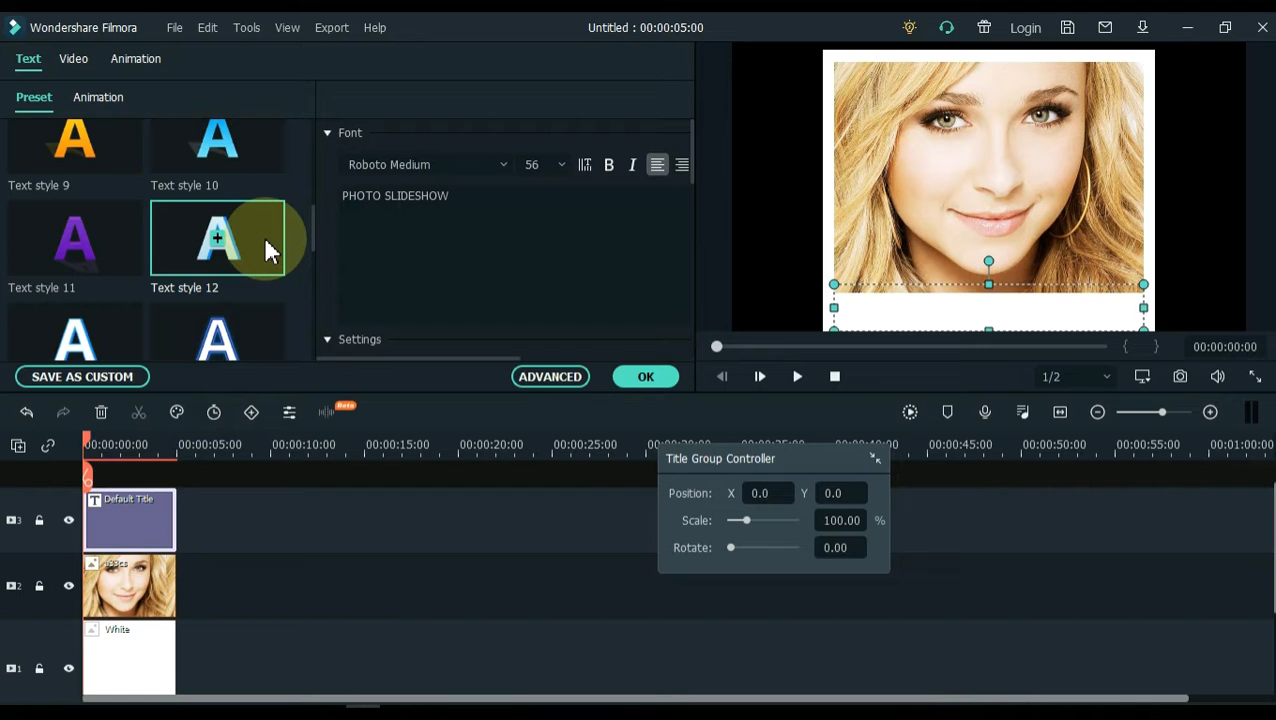 Wondershare Filmora File Edit Tools View Export Help Untitled : 00:00:05:00 Login
Text Video Animation
Preset Animation
Font
Roboto Medium 56 B I
PHOTO SLIDESHOW
A A
Text style 9 Text style 10
A A
Text style 11 Text style 12
A A
Settings
SAVE AS CUSTOM ADVANCED OK
{ } 00:00:00:00
1/2
Beta
00:00:00:00 00:00:05:00 00:00:10:00 00:00:15:00 00:00:20:00 00:00:25:00 00:00:45:00 00:00:50:00 00:00:55:00 00:01:00:00
Title Group Controller
Position: X 0.0 Y 0.0
Scale: 100.00 %
Rotate: 0.00
3 T Default Title
2
1 White